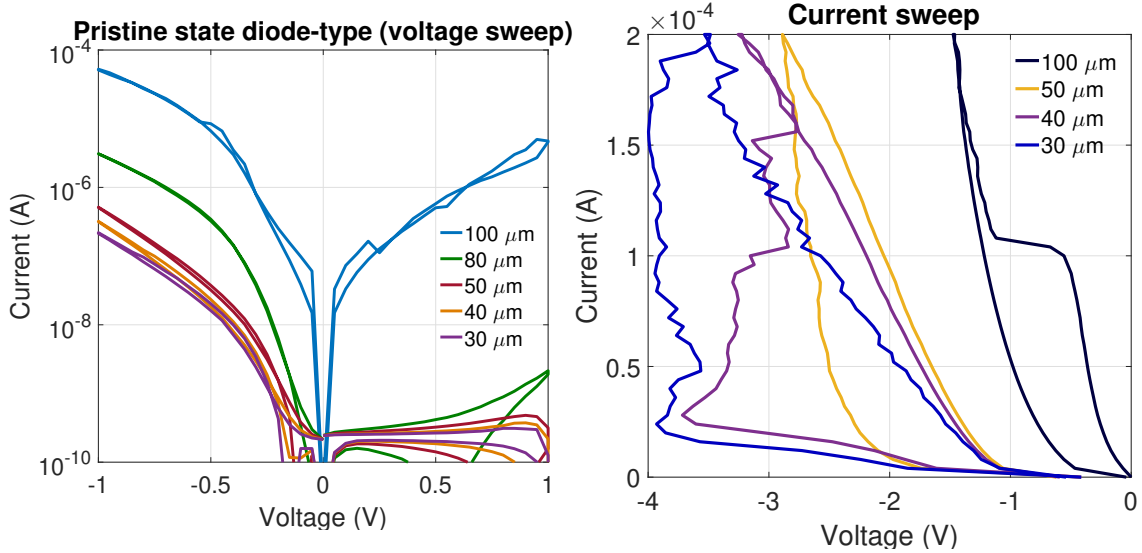 Pristine state diode-type (voltage sweep)
10^-4
10^-6
10^-8
10^-10
Current (A)
100 μm
80 μm
50 μm
40 μm
30 μm
-1
-0.5
0
0.5
1
Voltage (V)
Current sweep
×10^-4
2
1.5
1
0.5
0
Current (A)
100 μm
50 μm
40 μm
30 μm
-4
-3
-2
-1
0
Voltage (V)